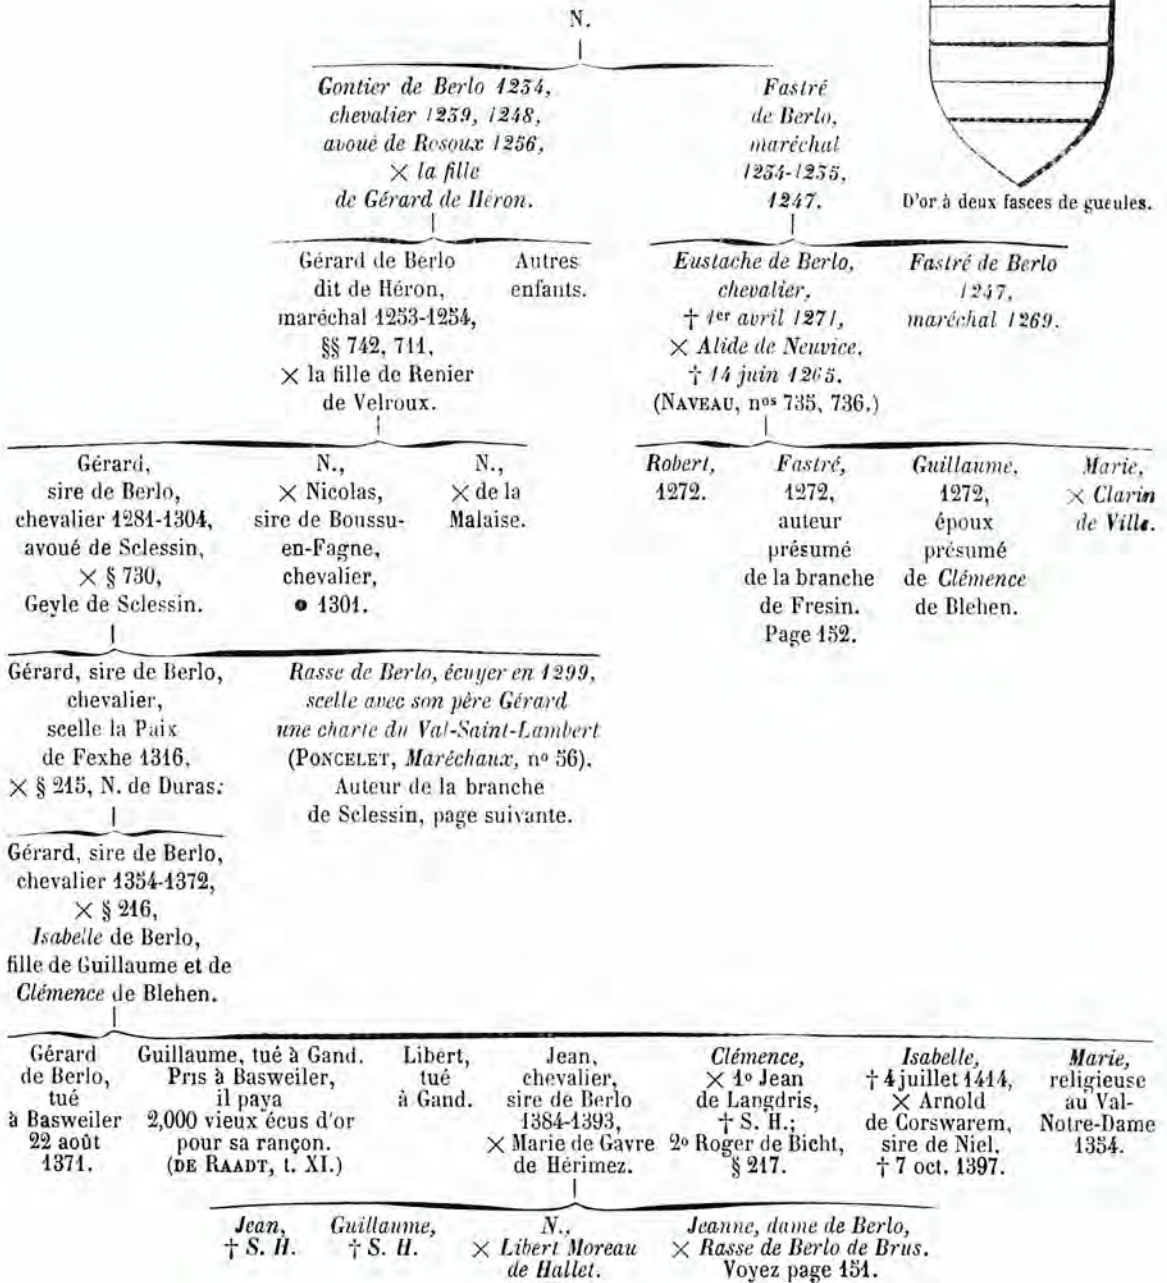 N.
Gontier de Berlo 1234,
chevalier 1239, 1248,
avoué de Rosoux 1256,
× la fille
de Gérard de Héron.
Fastré
de Berlo,
maréchal
1234-1235,
1247.
D'or à deux fasces de gueules.
Gérard de Berlo
dit de Héron,
maréchal 1253-1254,
§§ 742, 711,
× la fille de Renier
de Velroux.
Autres
enfants.
Eustache de Berlo,
chevalier,
† 1er avril 1271,
× Alide de Neuvice,
† 14 juin 1265.
(NAVEAU, nos 735, 736.)
Fastré de Berlo
1247,
maréchal 1269.
Gérard,
sire de Berlo,
chevalier 1281-1304,
avoué de Sclessin,
× § 730,
Geyle de Sclessin.
N.,
× Nicolas,
sire de Boussu-
en-Fagne,
chevalier,
● 1301.
N.,
× de la
Malaise.
Robert,
1272.
Fastré,
1272,
auteur
présumé
de la branche
de Fresin.
Page 152.
Guillaume,
1272,
époux
présumé
de Clémence
de Blehen.
Marie,
× Clarin
de Ville.
Gérard, sire de Berlo,
chevalier,
scelle la Paix
de Fexhe 1316,
× § 215, N. de Duras.
Rasse de Berlo, écuyer en 1299,
scelle avec son père Gérard
une charte du Val-Saint-Lambert
(PONCELET, Maréchaux, no 56).
Auteur de la branche
de Sclessin, page suivante.
Gérard, sire de Berlo,
chevalier 1354-1372,
× § 216,
Isabelle de Berlo,
fille de Guillaume et de
Clémence de Blehen.
Gérard
de Berlo,
tué
à Basweiler
22 août
1371.
Guillaume, tué à Gand.
Pris à Basweiler,
il paya
2,000 vieux écus d'or
pour sa rançon.
(DE RAADT, t. XI.)
Libert,
tué
à Gand.
Jean,
chevalier,
sire de Berlo
1384-1393,
× Marie de Gavre
de Hérimez.
Clémence,
× 1o Jean
de Langdris,
† S. H.;
2o Roger de Bicht,
§ 217.
Isabelle,
† 4 juillet 1414,
× Arnold
de Corswarem,
sire de Niel,
† 7 oct. 1397.
Marie,
religieuse
au Val-
Notre-Dame
1354.
Jean,
† S. H.
Guillaume,
† S. H.
N.,
× Libert Moreau
de Hallet.
Jeanne, dame de Berlo,
× Rasse de Berlo de Brus.
Voyez page 151.